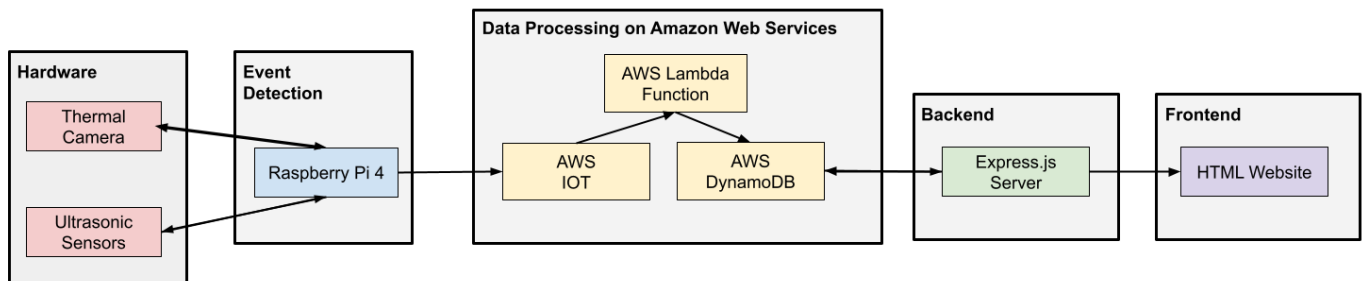 Hardware
Thermal
Camera
Ultrasonic
Sensors
Event
Detection
Raspberry Pi 4
Data Processing on Amazon Web Services
AWS Lambda
Function
AWS
IOT
AWS
DynamoDB
Backend
Express.js
Server
Frontend
HTML Website